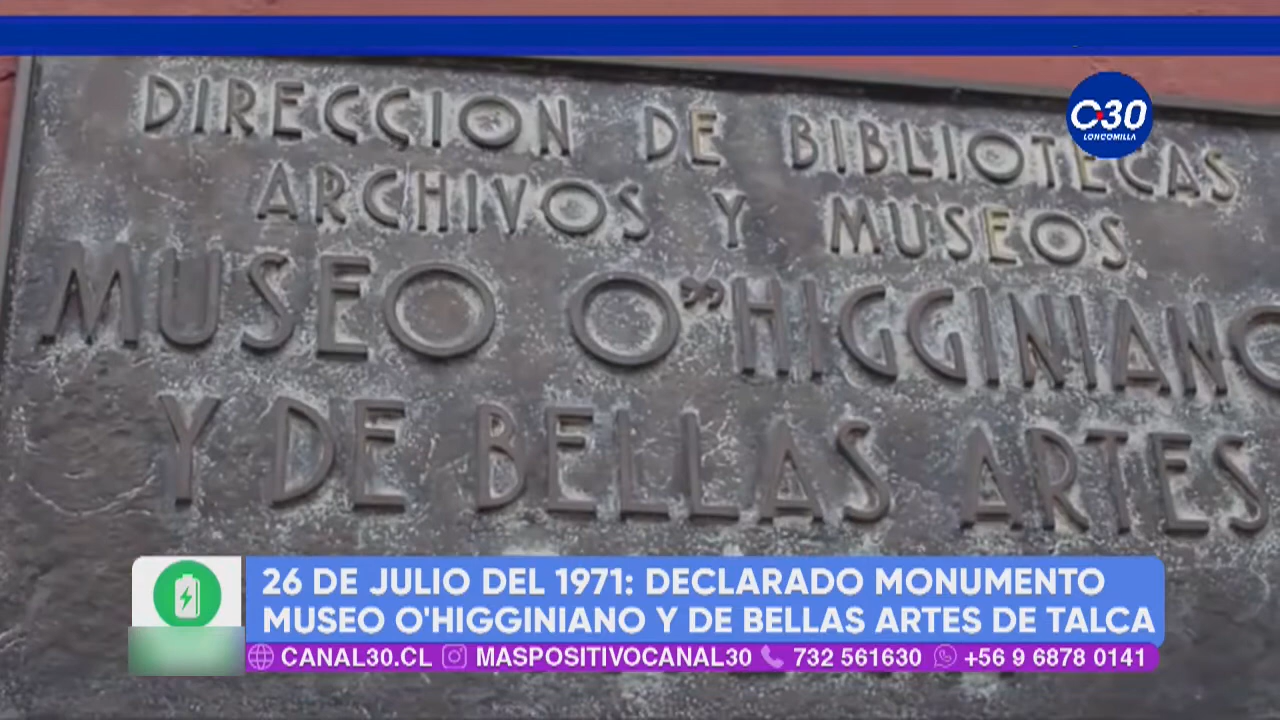 DIRECCION DE BIBLIOTECAS
C30
LONCOMILLA
ARCHIVOS Y MUSEOS
MUSEO O”HIGGINIANO
Y DE BELLAS ARTES
26 DE JULIO DEL 1971: DECLARADO MONUMENTO
MUSEO O'HIGGINIANO Y DE BELLAS ARTES DE TALCA
CANAL30.CL MASPOSITIVOCANAL30 732 561630 +56 9 6878 0141